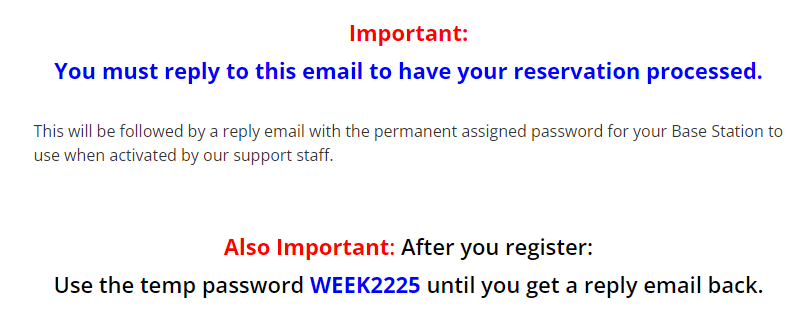 Important:
You must reply to this email to have your reservation processed.
This will be followed by a reply email with the permanent assigned password for your Base Station to
use when activated by our support staff.
Also Important: After you register:
Use the temp password WEEK2225 until you get a reply email back.